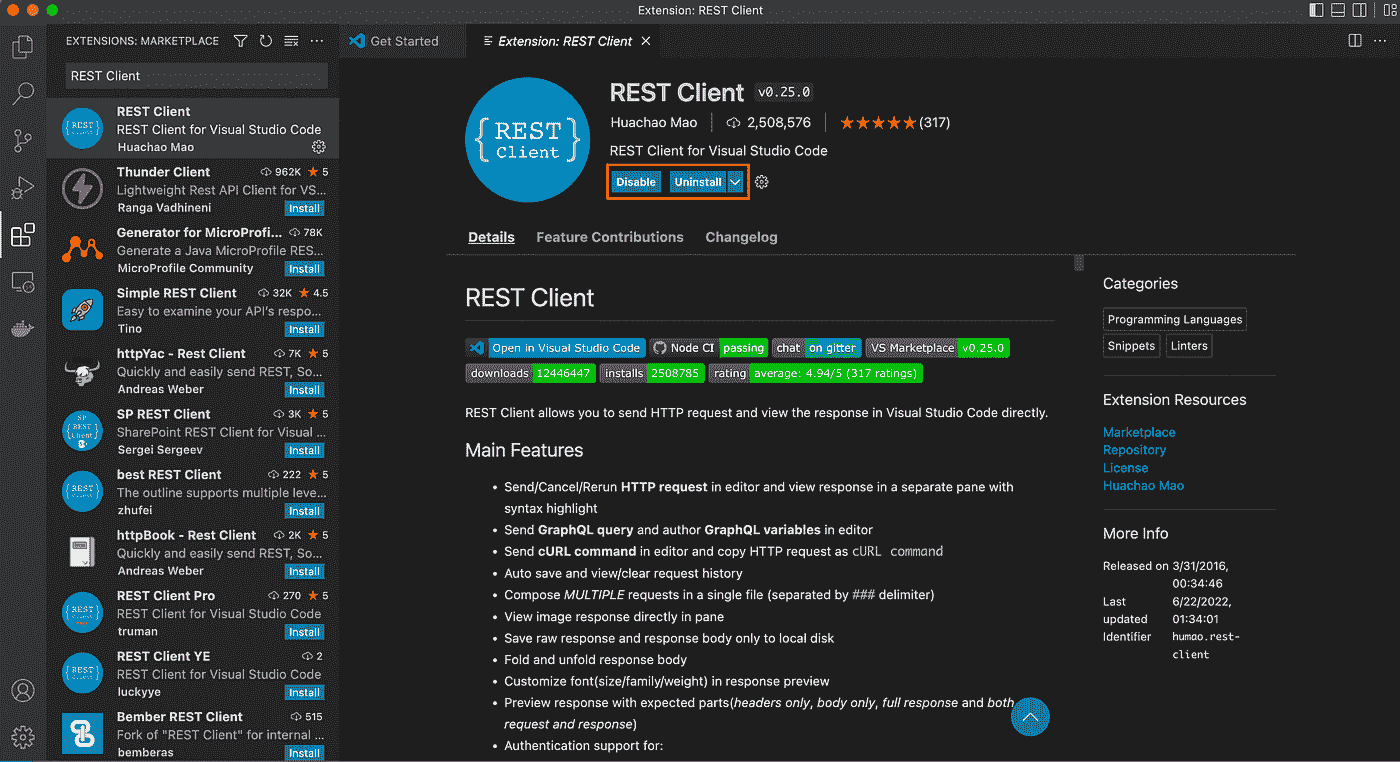 Extension: REST Client
EXTENSIONS: MARKETPLACE
REST Client
REST Client
REST Client for Visual Studio Code
Huachao Mao
Thunder Client 962K ★ 5
Lightweight Rest API Client for VS...
Ranga Vadhineni Install
Generator for MicroProfi... 78K
Generate a Java MicroProfile RES...
MicroProfile Community Install
Simple REST Client 32K ★ 4.5
Easy to examine your API's respo...
Tino Install
httpYac - Rest Client 7K ★ 5
Quickly and easily send REST, So...
Andreas Weber Install
SP REST Client 3K ★ 5
SharePoint REST Client for Visual ...
Sergei Sergeev Install
best REST Client 222 ★ 5
The outline supports multiple leve...
zhufei Install
httpBook - Rest Client 2K ★ 5
Quickly and easily send REST, So...
Andreas Weber Install
REST Client Pro 270 ★ 5
REST Client for Visual Studio Code
truman Install
REST Client YE 2
REST Client for Visual Studio Code
luckyye Install
Bember REST Client 515
Fork of "REST Client" for internal ...
bemberas Install
Get Started
Extension: REST Client
{ REST
Client }
REST Client v0.25.0
Huachao Mao 2,508,576 ★★★★★(317)
REST Client for Visual Studio Code
Disable Uninstall
Details Feature Contributions Changelog
REST Client
Open in Visual Studio Code Node CI passing chat on gitter VS Marketplace v0.25.0
downloads 12446447 installs 2508785 rating average: 4.94/5 (317 ratings)
REST Client allows you to send HTTP request and view the response in Visual Studio Code directly.
Main Features
• Send/Cancel/Rerun HTTP request in editor and view response in a separate pane with
syntax highlight
• Send GraphQL query and author GraphQL variables in editor
• Send cURL command in editor and copy HTTP request as cURL command
• Auto save and view/clear request history
• Compose MULTIPLE requests in a single file (separated by ### delimiter)
• View image response directly in pane
• Save raw response and response body only to local disk
• Fold and unfold response body
• Customize font(size/family/weight) in response preview
• Preview response with expected parts(headers only, body only, full response and both
request and response)
• Authentication support for:
Categories
Programming Languages
Snippets Linters
Extension Resources
Marketplace
Repository
License
Huachao Mao
More Info
Released on 3/31/2016,
00:34:46
Last 6/22/2022,
updated 01:34:01
Identifier humao.rest-
client